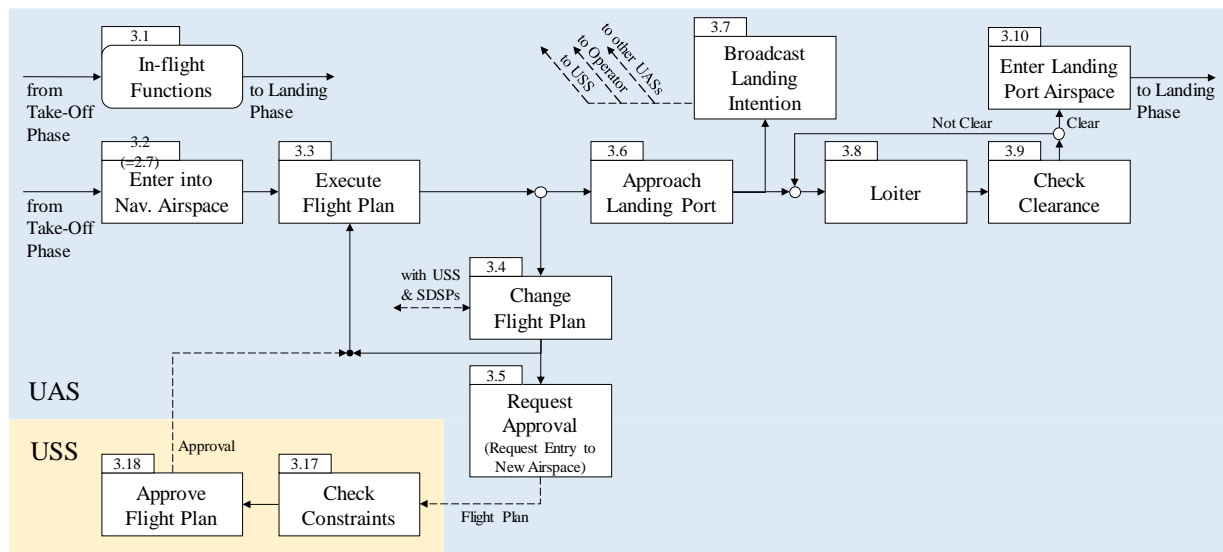 3.1
In-flight
Functions
from
Take-Off
Phase
to Landing
Phase
to USS
to Operator
to other UASs
3.7
Broadcast
Landing
Intention
3.10
Enter Landing
Port Airspace
to Landing
Phase
Not Clear
Clear
3.2
(=2.7)
Enter into
Nav. Airspace
from
Take-Off
Phase
3.3
Execute
Flight Plan
3.6
Approach
Landing Port
3.8
Loiter
3.9
Check
Clearance
with USS
& SDSPs
3.4
Change
Flight Plan
UAS
3.5
Request
Approval
(Request Entry to
New Airspace)
USS
Approval
3.18
Approve
Flight Plan
3.17
Check
Constraints
Flight Plan